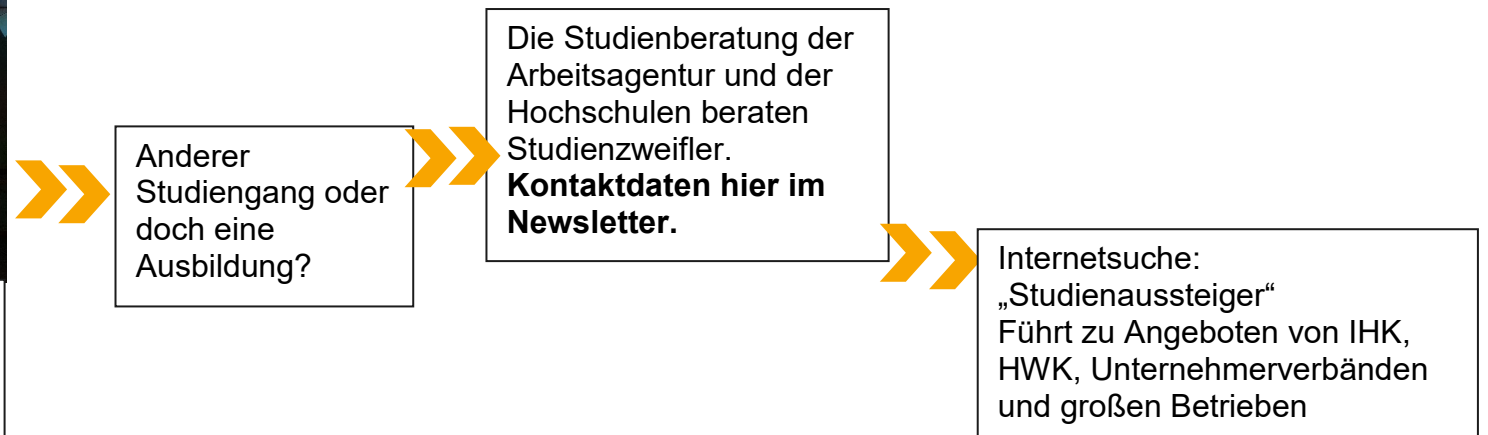 Anderer
Studiengang oder
doch eine
Ausbildung?
Die Studienberatung der
Arbeitsagentur und der
Hochschulen beraten
Studienzweifler.
Kontaktdaten hier im
Newsletter.
Internetsuche:
„Studienaussteiger“
Führt zu Angeboten von IHK,
HWK, Unternehmerverbänden
und großen Betrieben